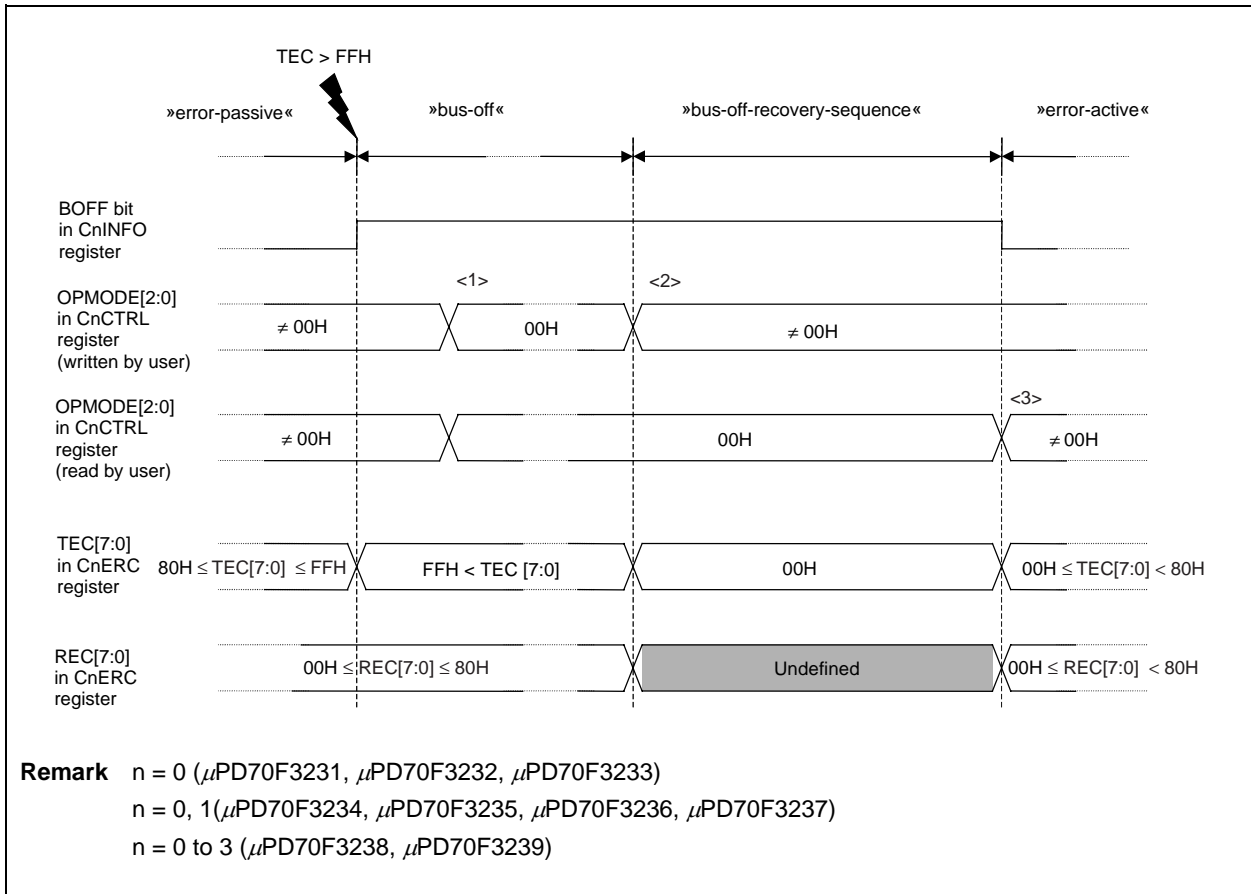 TEC > FFH
»error-passive«
»bus-off«
»bus-off-recovery-sequence«
»error-active«
BOFF bit
in CnINFO
register
<1>
<2>
OPMODE[2:0]
in CnCTRL
register
(written by user)
≠ 00H
00H
≠ 00H
<3>
OPMODE[2:0]
in CnCTRL
register
(read by user)
≠ 00H
00H
≠ 00H
TEC[7:0]
in CnERC
register
80H ≤ TEC[7:0] ≤ FFH
FFH < TEC [7:0]
00H
00H ≤ TEC[7:0] < 80H
REC[7:0]
in CnERC
register
00H ≤ REC[7:0] ≤ 80H
Undefined
00H ≤ REC[7:0] < 80H
Remark n = 0 (μPD70F3231, μPD70F3232, μPD70F3233)
n = 0, 1(μPD70F3234, μPD70F3235, μPD70F3236, μPD70F3237)
n = 0 to 3 (μPD70F3238, μPD70F3239)